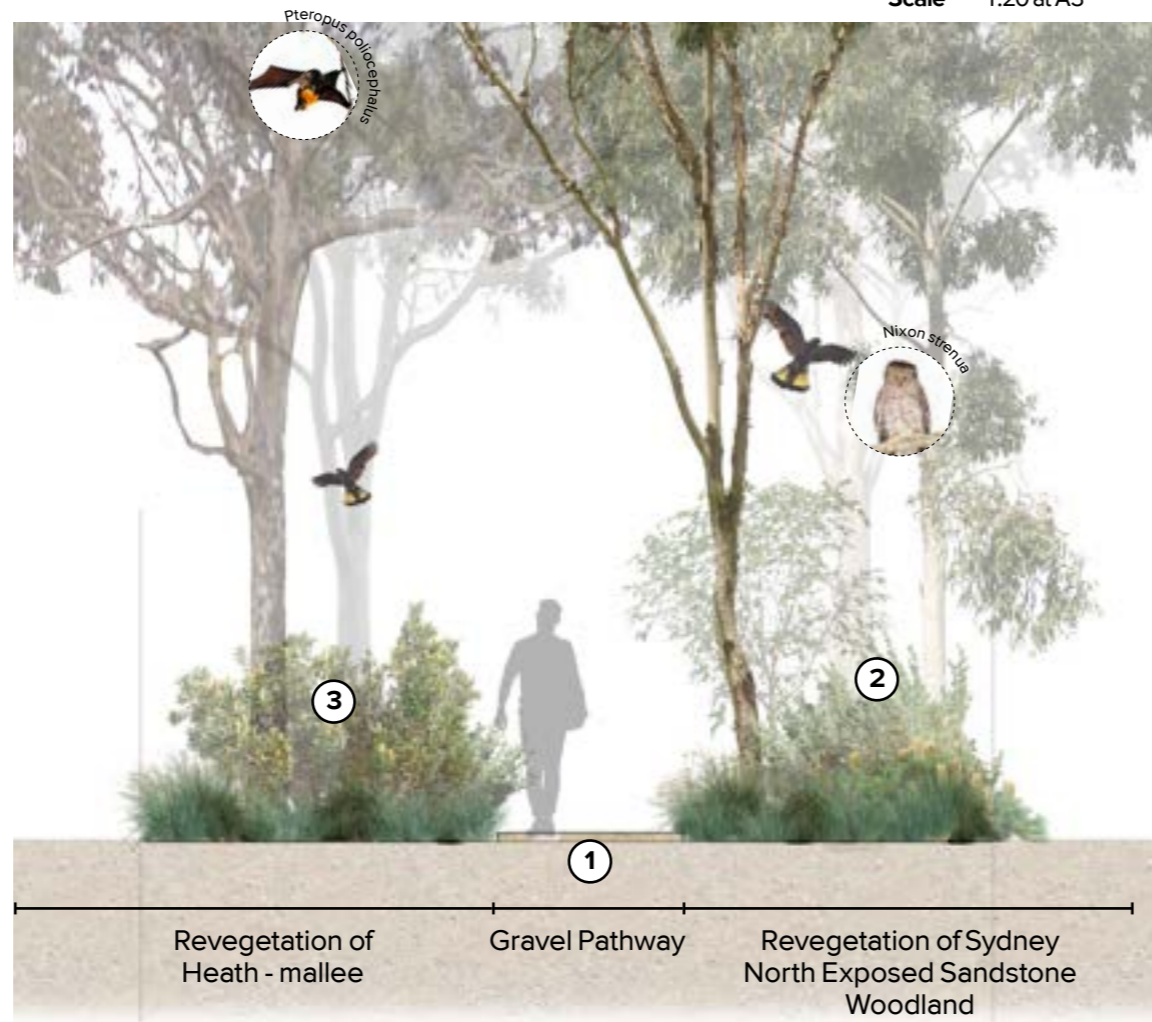 Scale 1:20 at A3
Pteropus poliocephalus
Nixon strenua
3
2
1
Revegetation of
Heath - mallee
Gravel Pathway
Revegetation of Sydney
North Exposed Sandstone
Woodland